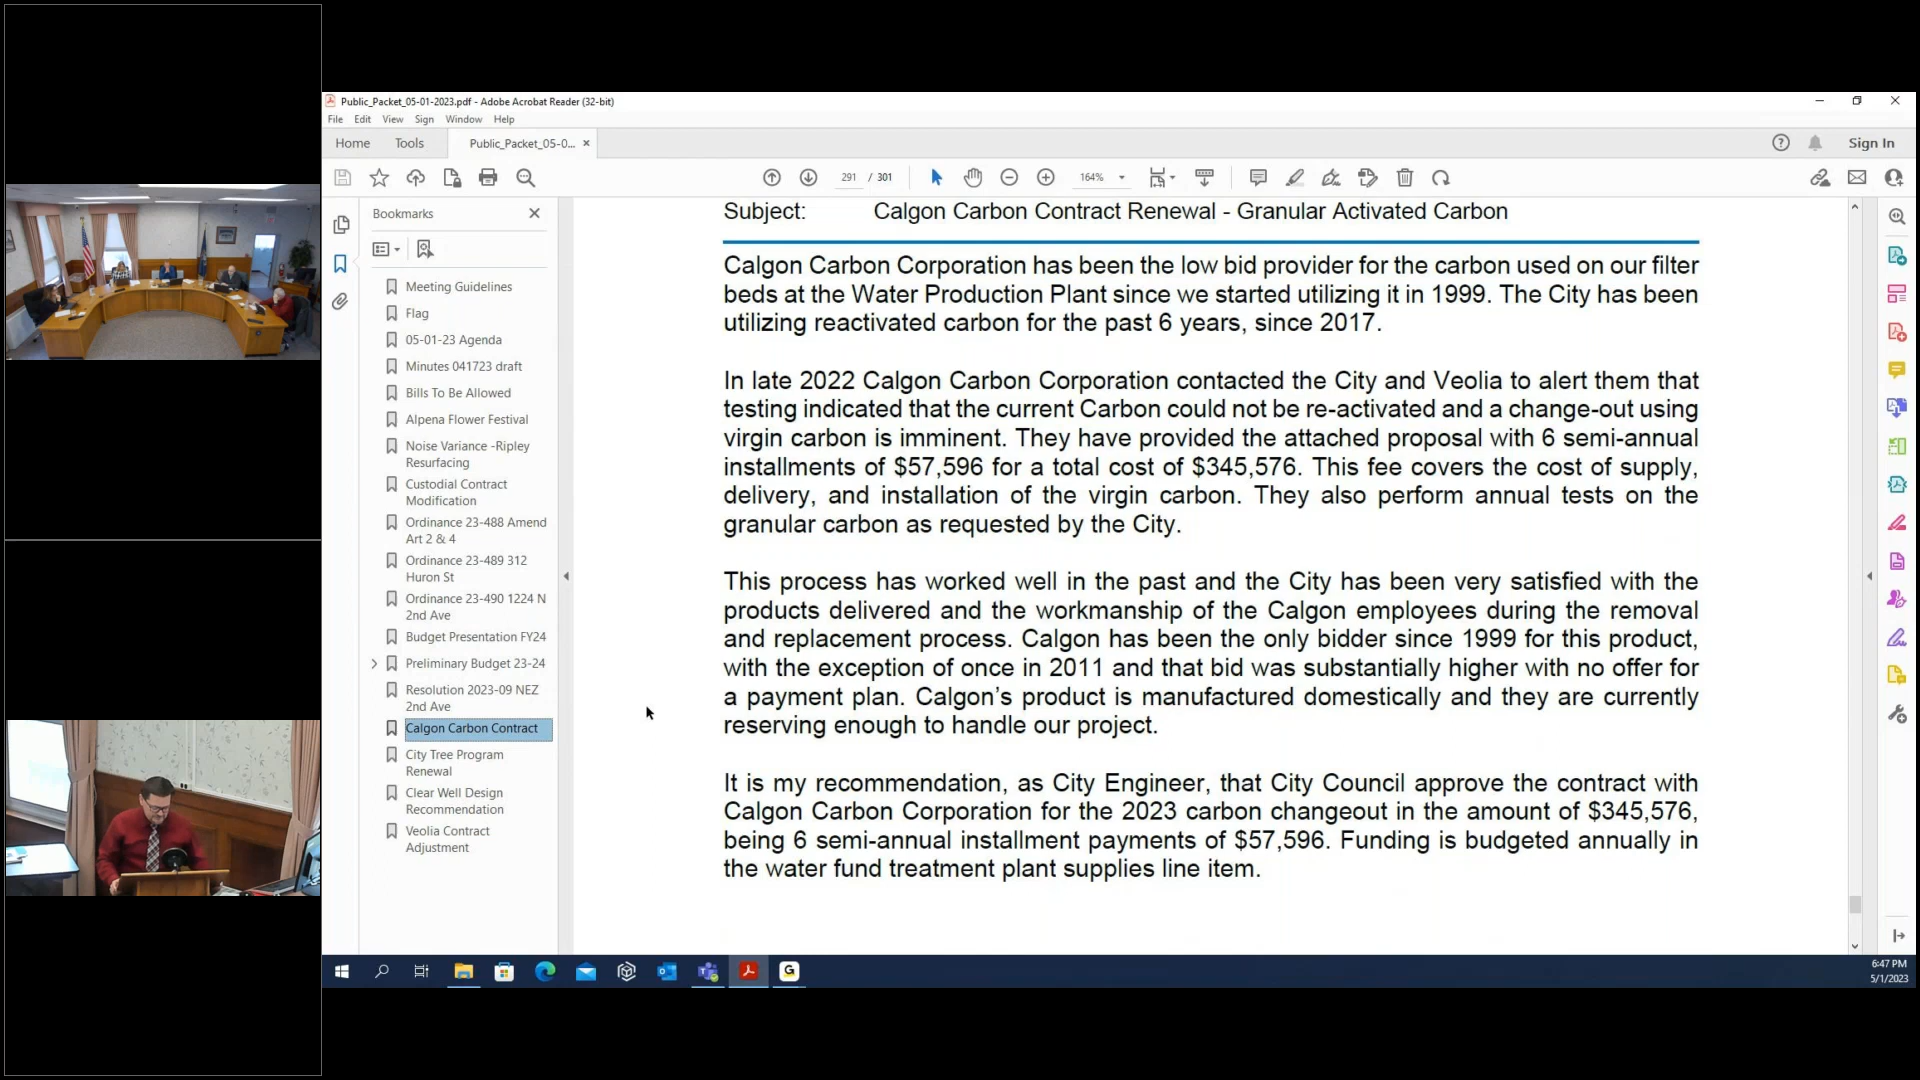 Public_Packet_05-01-2023.pdf - Adobe Acrobat Reader (32-bit)
File Edit View Sign Window Help
Home Tools Public_Packet_05-0... Sign In
291 / 301 164%
Bookmarks
Meeting Guidelines
Flag
05-01-23 Agenda
Minutes 041723 draft
Bills To Be Allowed
Alpena Flower Festival
Noise Variance -Ripley
Resurfacing
Custodial Contract
Modification
Ordinance 23-488 Amend
Art 2 & 4
Ordinance 23-489 312
Huron St
Ordinance 23-490 1224 N
2nd Ave
Budget Presentation FY24
Preliminary Budget 23-24
Resolution 2023-09 NEZ
2nd Ave
Calgon Carbon Contract
City Tree Program
Renewal
Clear Well Design
Recommendation
Veolia Contract
Adjustment
Subject: Calgon Carbon Contract Renewal - Granular Activated Carbon
Calgon Carbon Corporation has been the low bid provider for the carbon used on our filter
beds at the Water Production Plant since we started utilizing it in 1999. The City has been
utilizing reactivated carbon for the past 6 years, since 2017.
In late 2022 Calgon Carbon Corporation contacted the City and Veolia to alert them that
testing indicated that the current Carbon could not be re-activated and a change-out using
virgin carbon is imminent. They have provided the attached proposal with 6 semi-annual
installments of $57,596 for a total cost of $345,576. This fee covers the cost of supply,
delivery, and installation of the virgin carbon. They also perform annual tests on the
granular carbon as requested by the City.
This process has worked well in the past and the City has been very satisfied with the
products delivered and the workmanship of the Calgon employees during the removal
and replacement process. Calgon has been the only bidder since 1999 for this product,
with the exception of once in 2011 and that bid was substantially higher with no offer for
a payment plan. Calgon's product is manufactured domestically and they are currently
reserving enough to handle our project.
It is my recommendation, as City Engineer, that City Council approve the contract with
Calgon Carbon Corporation for the 2023 carbon changeout in the amount of $345,576,
being 6 semi-annual installment payments of $57,596. Funding is budgeted annually in
the water fund treatment plant supplies line item.
6:47 PM
5/1/2023